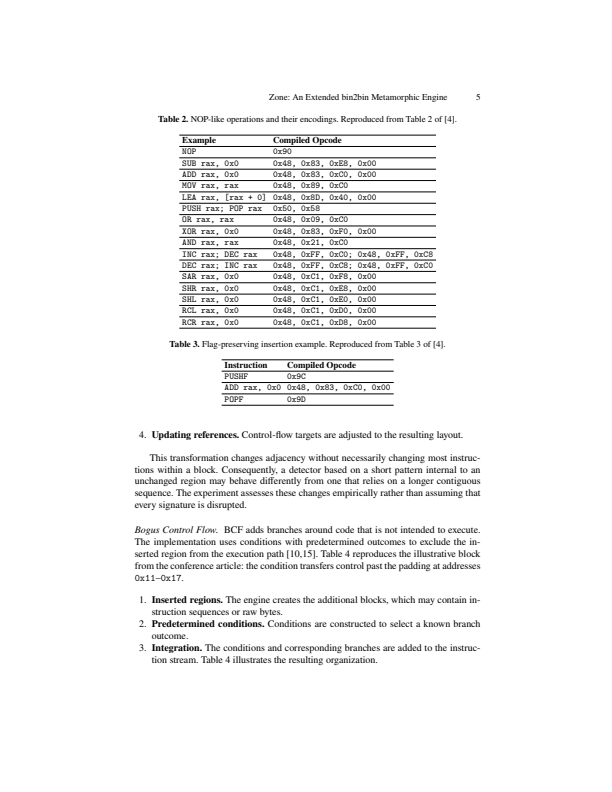 Zone: An Extended bin2bin Metamorphic Engine 5
Table 2. NOP-like operations and their encodings. Reproduced from Table 2 of [4].
Example Compiled Opcode
NOP 0x90
SUB rax, 0x0 0x48, 0x83, 0xE8, 0x00
ADD rax, 0x0 0x48, 0x83, 0xC0, 0x00
MOV rax, rax 0x48, 0x89, 0xC0
LEA rax, [rax + 0] 0x48, 0x8D, 0x40, 0x00
PUSH rax; POP rax 0x50, 0x58
OR rax, rax 0x48, 0x09, 0xC0
XOR rax, 0x0 0x48, 0x83, 0xF0, 0x00
AND rax, rax 0x48, 0x21, 0xC0
INC rax; DEC rax 0x48, 0xFF, 0xC0; 0x48, 0xFF, 0xC8
DEC rax; INC rax 0x48, 0xFF, 0xC8; 0x48, 0xFF, 0xC0
SAR rax, 0x0 0x48, 0xC1, 0xF8, 0x00
SHR rax, 0x0 0x48, 0xC1, 0xE8, 0x00
SHL rax, 0x0 0x48, 0xC1, 0xE0, 0x00
RCL rax, 0x0 0x48, 0xC1, 0xD0, 0x00
RCR rax, 0x0 0x48, 0xC1, 0xD8, 0x00
Table 3. Flag-preserving insertion example. Reproduced from Table 3 of [4].
Instruction Compiled Opcode
PUSHF 0x9C
ADD rax, 0x0 0x48, 0x83, 0xC0, 0x00
POPF 0x9D
4. Updating references. Control-flow targets are adjusted to the resulting layout.
This transformation changes adjacency without necessarily changing most instruc-
tions within a block. Consequently, a detector based on a short pattern internal to an
unchanged region may behave differently from one that relies on a longer contiguous
sequence. The experiment assesses these changes empirically rather than assuming that
every signature is disrupted.
Bogus Control Flow. BCF adds branches around code that is not intended to execute.
The implementation uses conditions with predetermined outcomes to exclude the in-
serted region from the execution path [10,15]. Table 4 reproduces the illustrative block
from the conference article: the condition transfers control past the padding at addresses
0x11–0x17.
1. Inserted regions. The engine creates the additional blocks, which may contain in-
struction sequences or raw bytes.
2. Predetermined conditions. Conditions are constructed to select a known branch
outcome.
3. Integration. The conditions and corresponding branches are added to the instruc-
tion stream. Table 4 illustrates the resulting organization.